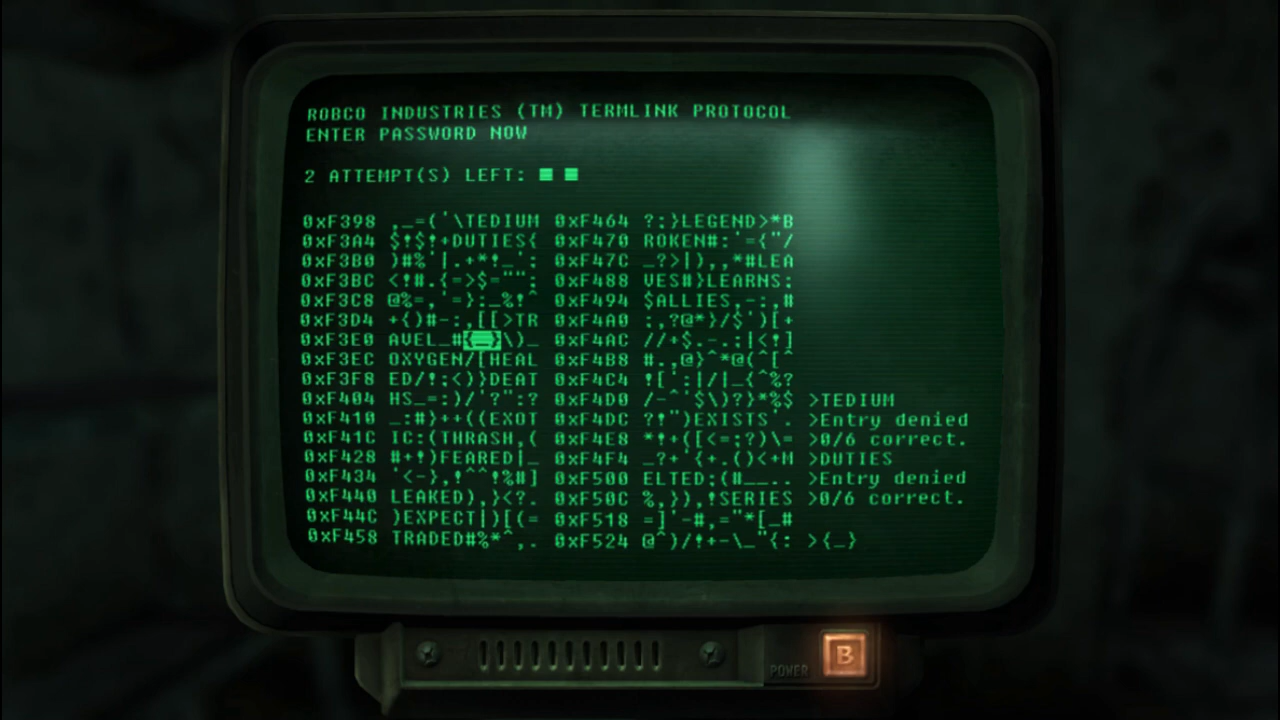 ROBCO INDUSTRIES (TM) TERMLINK PROTOCOL
ENTER PASSWORD NOW
2 ATTEMPT(S) LEFT: ■ ■
0xF398 ,_=('\TEDIUM 0xF464 ?;}LEGEND>*B
0xF3A4 $!$!+DUTIES{ 0xF470 ROKEN#:'={"/
0xF3B0 )#%'|.+*!_': 0xF47C _?>|),,*#LEA
0xF3BC <!#.{=>$="": 0xF488 VES#}LEARNS;
0xF3C8 @%=,'=}:_%!^ 0xF494 $ALLIES,-:,#
0xF3D4 +()#-:,[[>TR 0xF4A0 :,?@*}/$')[+
0xF3E0 AVEL_#{_}\)_ 0xF4AC //+$.-.:|<!]
0xF3EC OXYGEN/[HEAL 0xF4B8 #.,@}^*@(^[^
0xF3F8 ED/!;<)}DEAT 0xF4C4 ![':|/|_{^%?
0xF404 HS_=:)/'?":? 0xF4D0 /-^'$\)?}*%$ >TEDIUM
0xF410 _:#}++((EXOT 0xF4DC ?!")EXISTS'. >Entry denied
0xF41C IC:(THRASH,( 0xF4E8 *!+([<=;?)\= >0/6 correct.
0xF428 #+!)FEARED|_ 0xF4F4 _?+'{+.()<+M >DUTIES
0xF434 '<-},!^^!%#] 0xF500 ELTED;(#__.. >Entry denied
0xF440 LEAKED),}<?. 0xF50C %,}),!SERIES >0/6 correct.
0xF44C )EXPECT|)[(= 0xF518 =]'-#,="*[_#
0xF458 TRADED#%*^,. 0xF524 @^)/!+-\_"{: >{_}
POWER
B